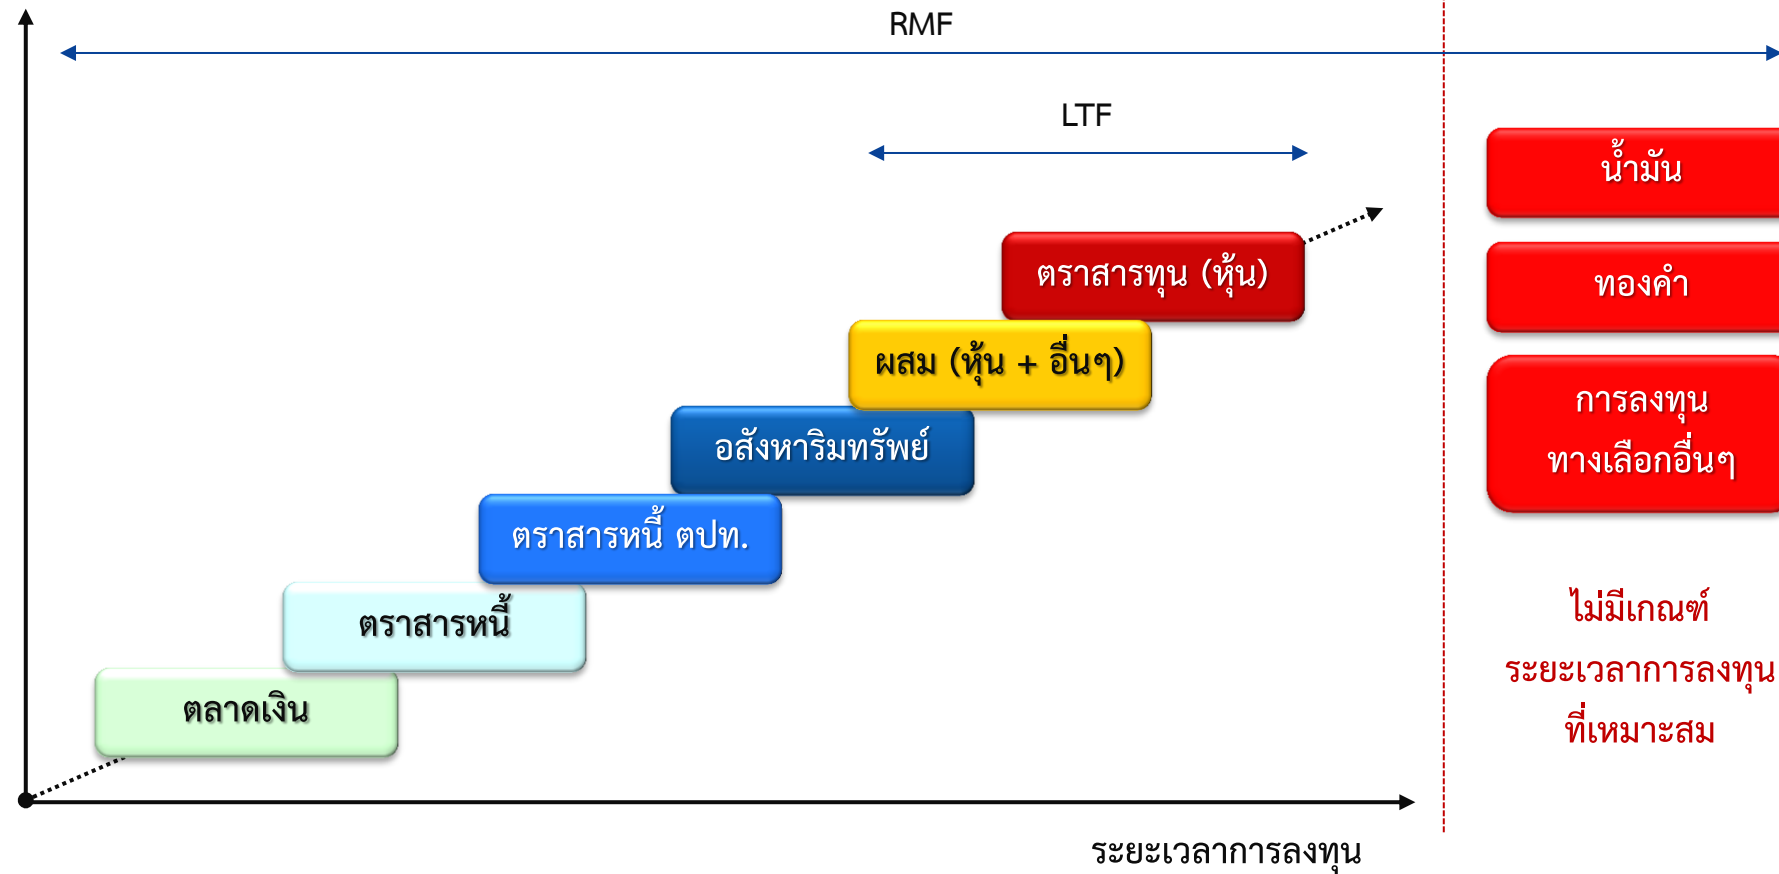 RMF
LTF
น้ำมัน
ตราสารทุน (หุ้น)
ทองคำ
ผสม (หุ้น + อื่นๆ)
การลงทุน
ทางเลือกอื่นๆ
อสังหาริมทรัพย์
ตราสารหนี้ ตปท.
ตราสารหนี้
ตลาดเงิน
ไม่มีเกณฑ์
ระยะเวลาการลงทุน
ที่เหมาะสม
ระยะเวลาการลงทุน